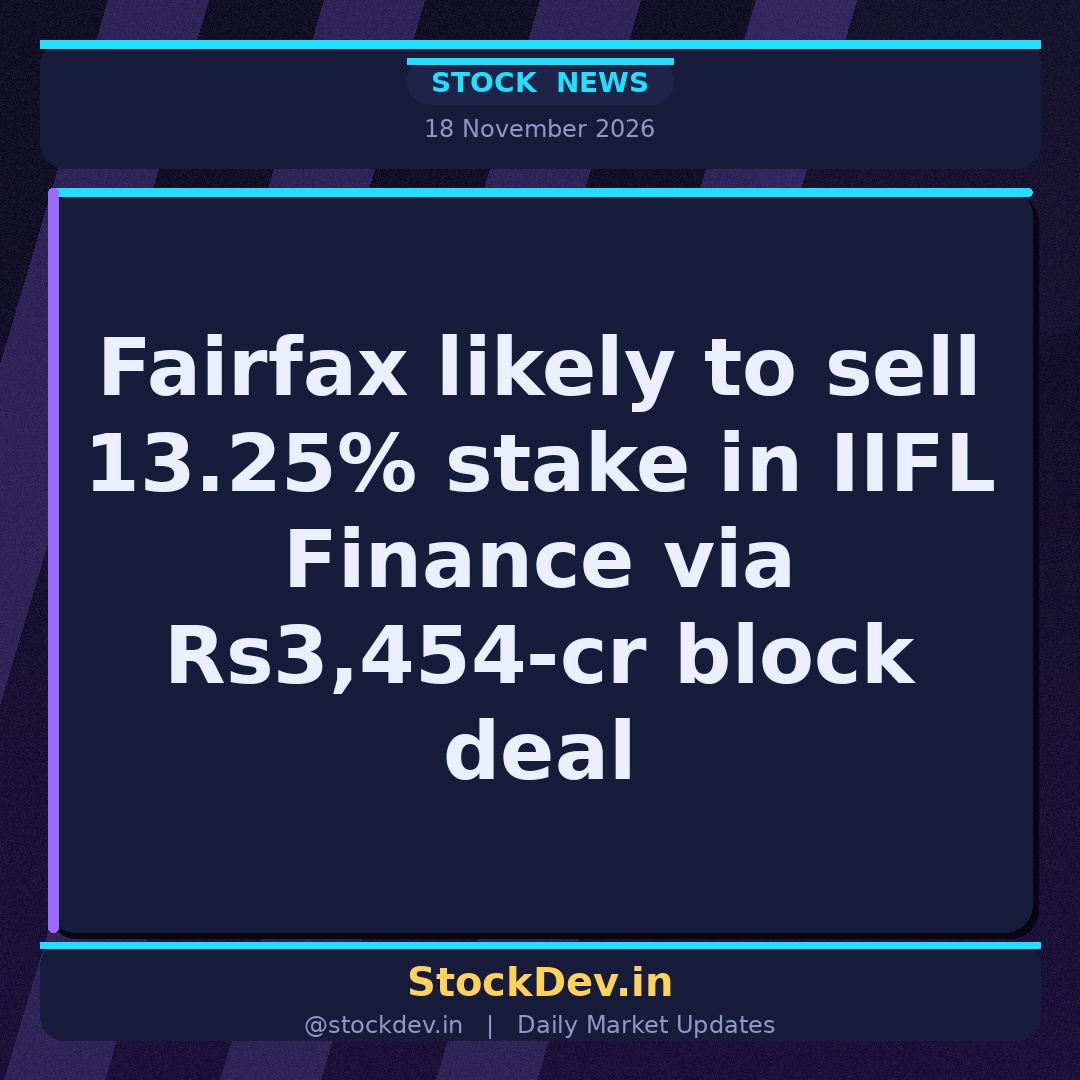 STOCK NEWS
18 November 2026
Fairfax likely to sell
13.25% stake in IIFL
Finance via
Rs3,454-cr block
deal
StockDev.in
@stockdev.in | Daily Market Updates